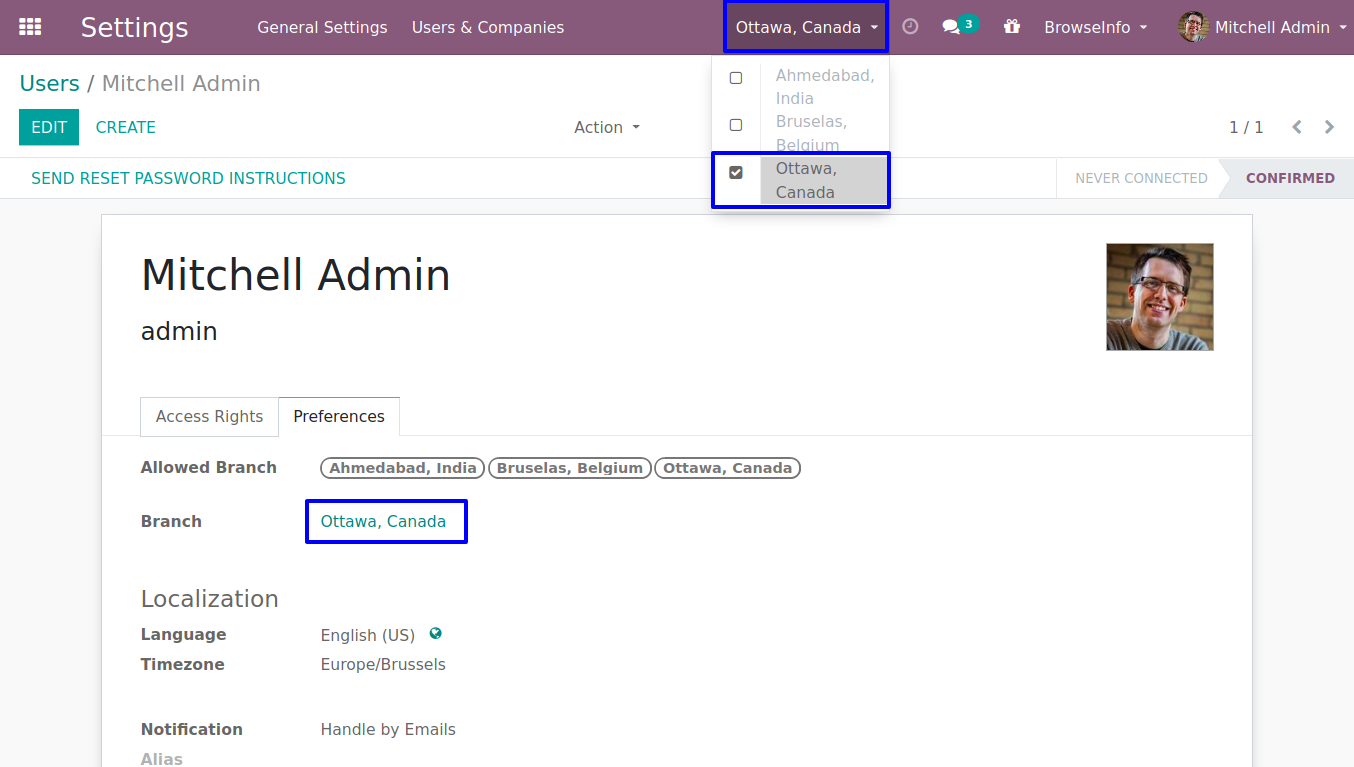 Settings
General Settings
Users & Companies
Ottawa, Canada
3
BrowseInfo
Mitchell Admin
Ahmedabad,
India
Bruselas,
Belgium
Ottawa,
Canada
Users / Mitchell Admin
EDIT
CREATE
Action
1 / 1
SEND RESET PASSWORD INSTRUCTIONS
NEVER CONNECTED
CONFIRMED
Mitchell Admin
admin
Access Rights
Preferences
Allowed Branch
Ahmedabad, India
Bruselas, Belgium
Ottawa, Canada
Branch
Ottawa, Canada
Localization
Language
English (US)
Timezone
Europe/Brussels
Notification
Handle by Emails
Alias